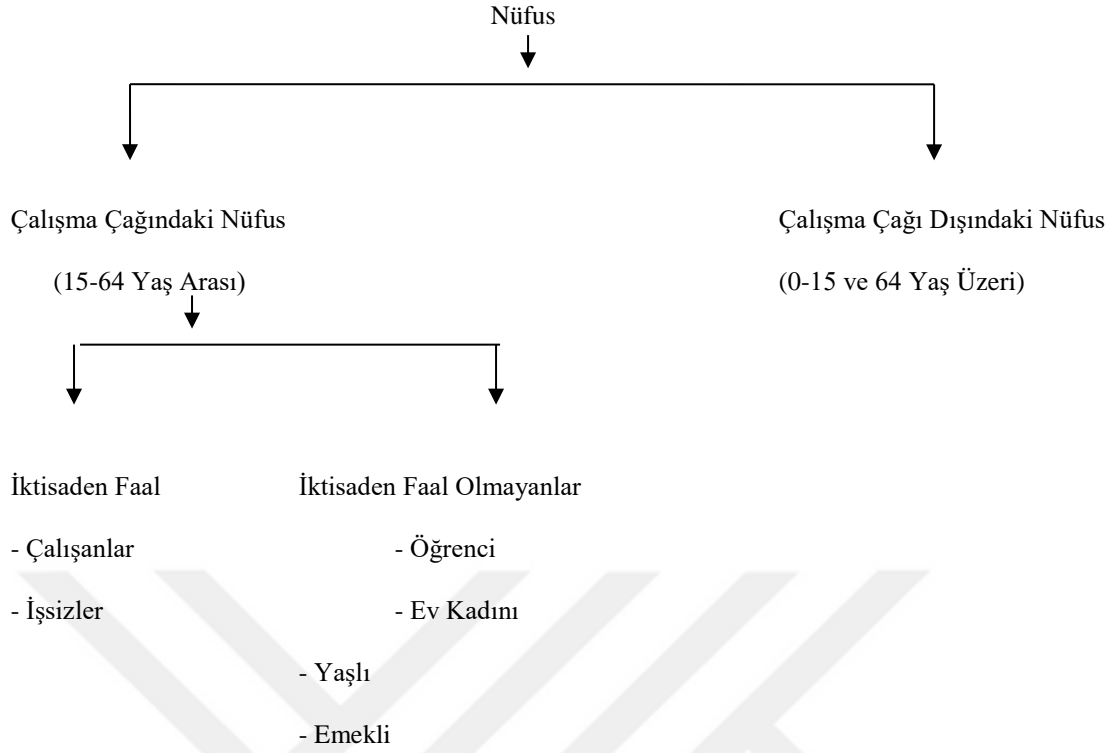 Nüfus
Çalışma Çağındaki Nüfus
Çalışma Çağı Dışındaki Nüfus
(15-64 Yaş Arası)
(0-15 ve 64 Yaş Üzeri)
İktisaden Faal
İktisaden Faal Olmayanlar
- Çalışanlar
- Öğrenci
- İşsizler
- Ev Kadını
- Yaşlı
- Emekli